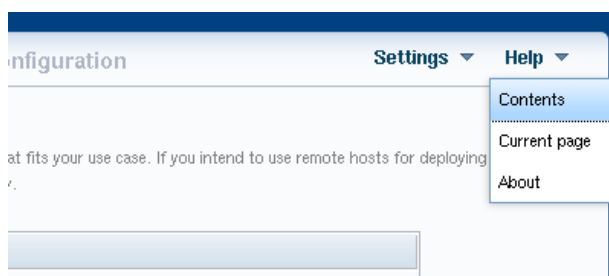 nfiguration Settings Help
Contents
Current page
About
at fits your use case. If you intend to use remote hosts for deploying